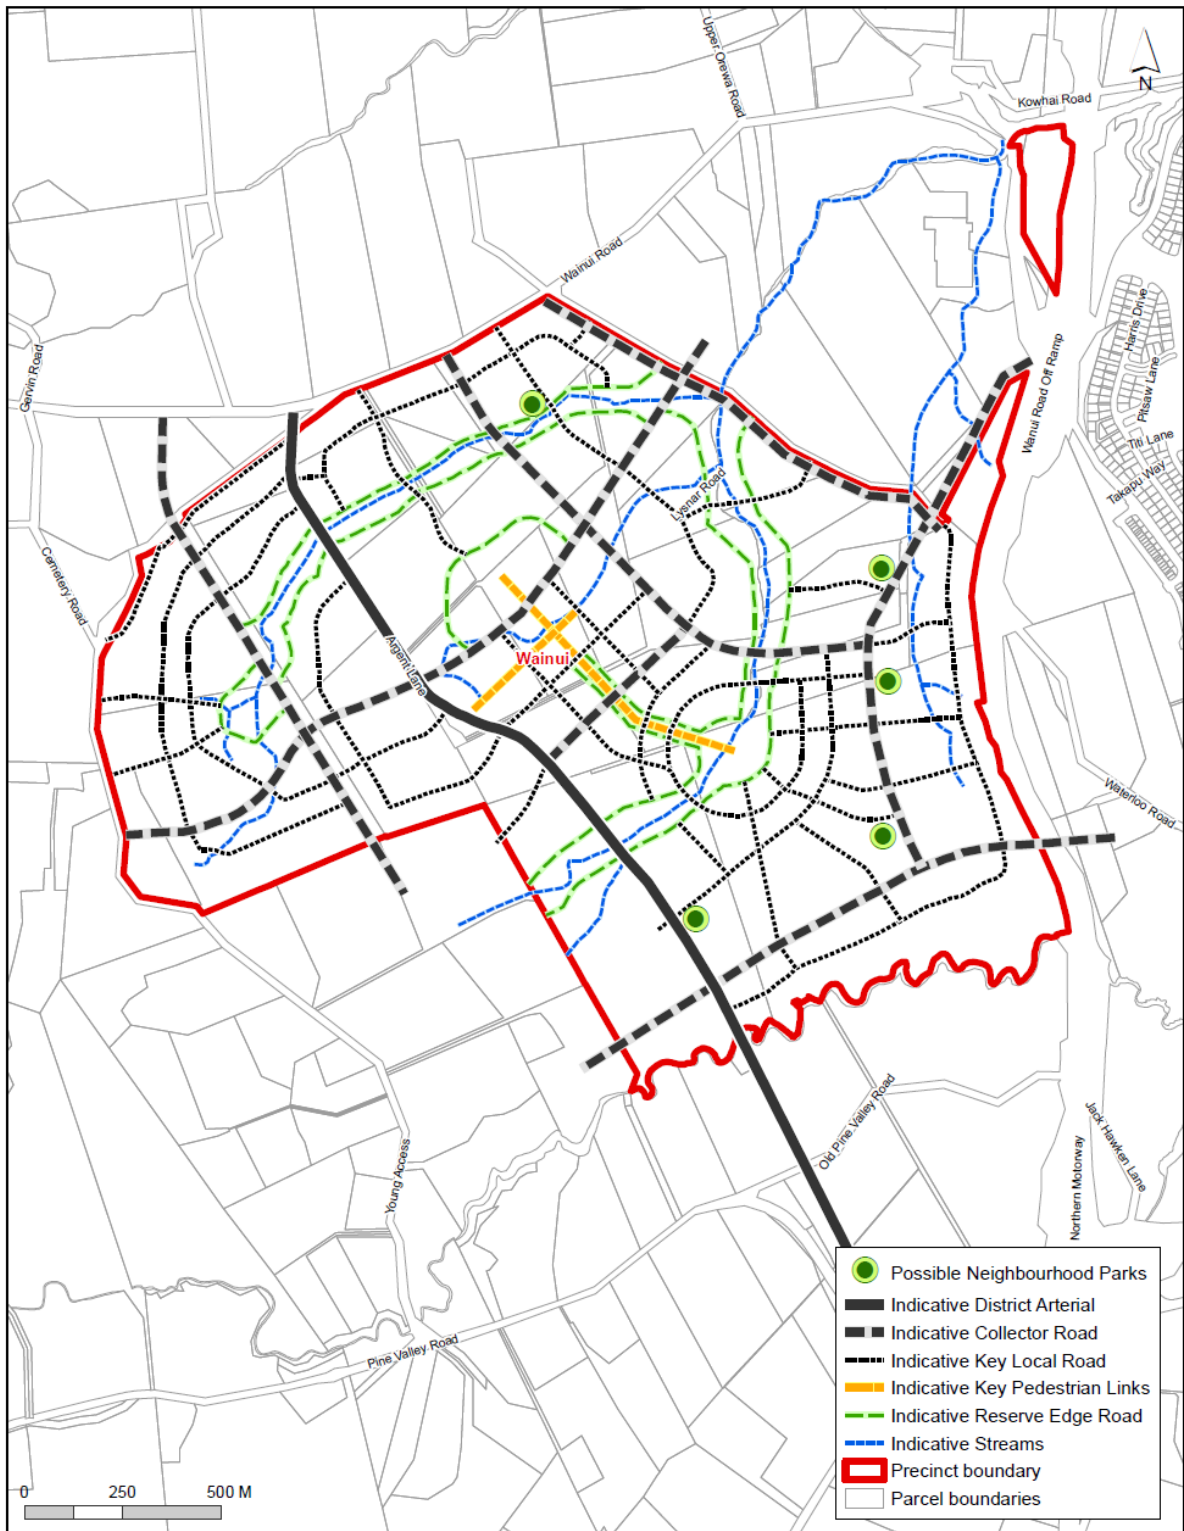 Upper Orewa Road
N
Kowhai Road
Wainui Road
Harris Drive
Gervin Road
Pitsaw Lane
Wanui Road Off Ramp
Titi Lane
Takapu Way
Lysnar Road
Cemetery Road
Argent Lane
Wainui
Waterloo Road
Old Pine Valley Road
Jack Hawken Lane
Young Access
Northern Motorway
Pine Valley Road
Possible Neighbourhood Parks
Indicative District Arterial
Indicative Collector Road
Indicative Key Local Road
Indicative Key Pedestrian Links
Indicative Reserve Edge Road
Indicative Streams
Precinct boundary
Parcel boundaries
0 250 500 M